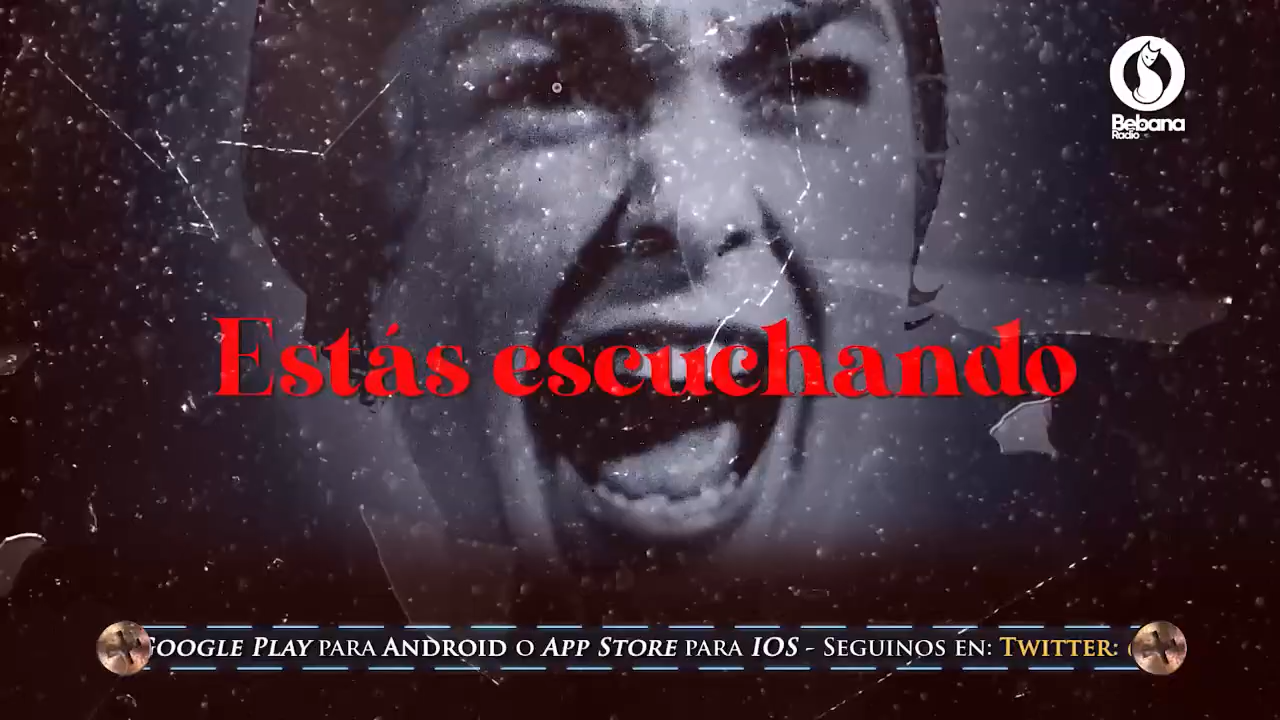 Bebana
Radio
Estás escuchando
GOOGLE PLAY PARA ANDROID O APP STORE PARA IOS - SEGUINOS EN: TWITTER: